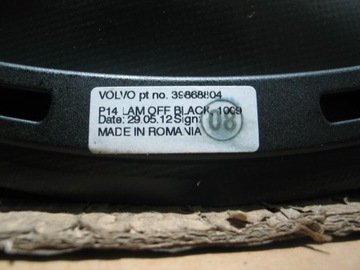 VOLVO pt no. 39868804
P14 LAM OFF BLACK, 1009
Date: 29.05.12 Sign:
08
MADE IN ROMANIA